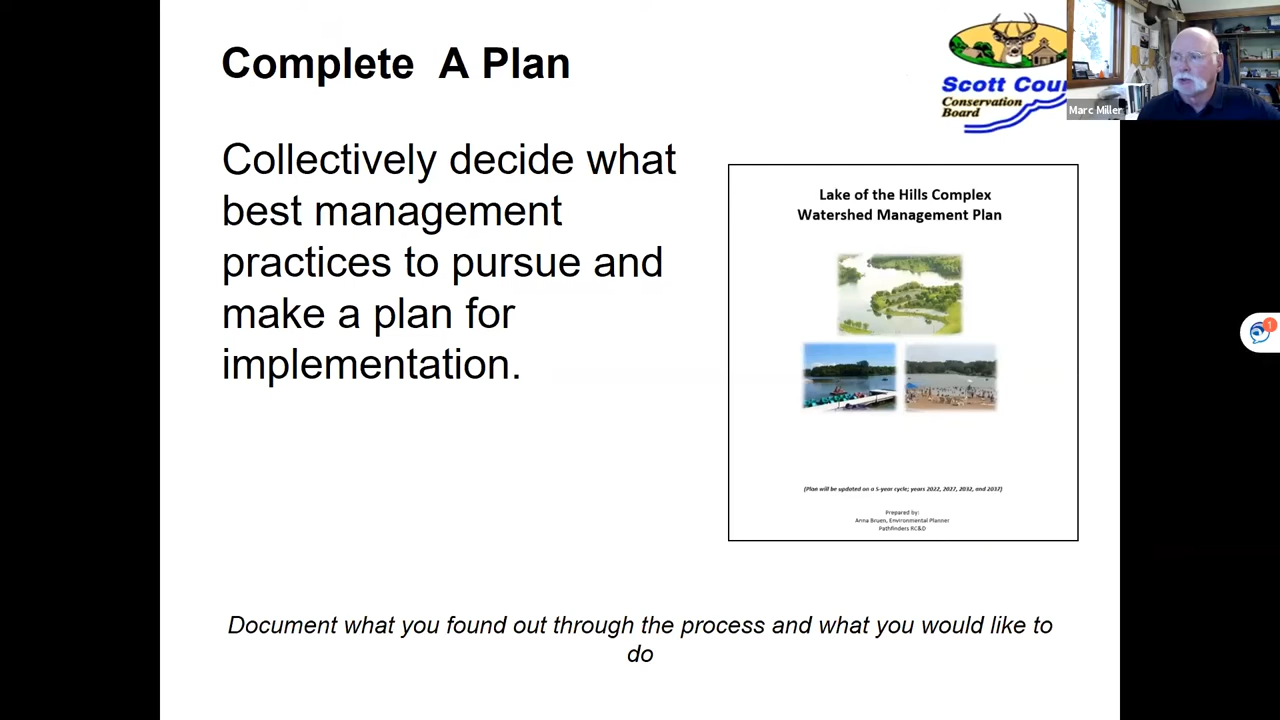 Complete A Plan
Scott Cou
Conservation
Board
Marc Miller
Collectively decide what
best management
practices to pursue and
make a plan for
implementation.
Lake of the Hills Complex
Watershed Management Plan
(Plan will be updated on a 5-year cycle; years 2022, 2027, 2032, and 2037)
Prepared by:
Anna Bruen, Environmental Planner
Pathfinders RC&D
1
Document what you found out through the process and what you would like to
do